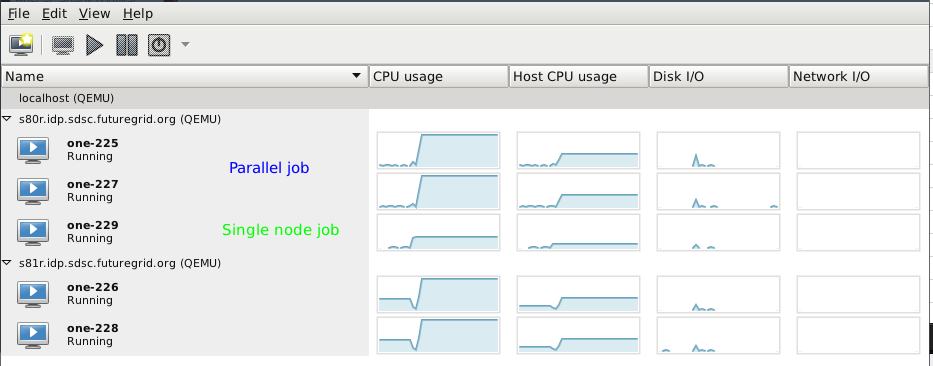 File Edit View Help
Name CPU usage Host CPU usage Disk I/O Network I/O
localhost (QEMU)
s80r.idp.sdsc.futuregrid.org (QEMU)
one-225
Running
Parallel job
one-227
Running
one-229
Running
Single node job
s81r.idp.sdsc.futuregrid.org (QEMU)
one-226
Running
one-228
Running